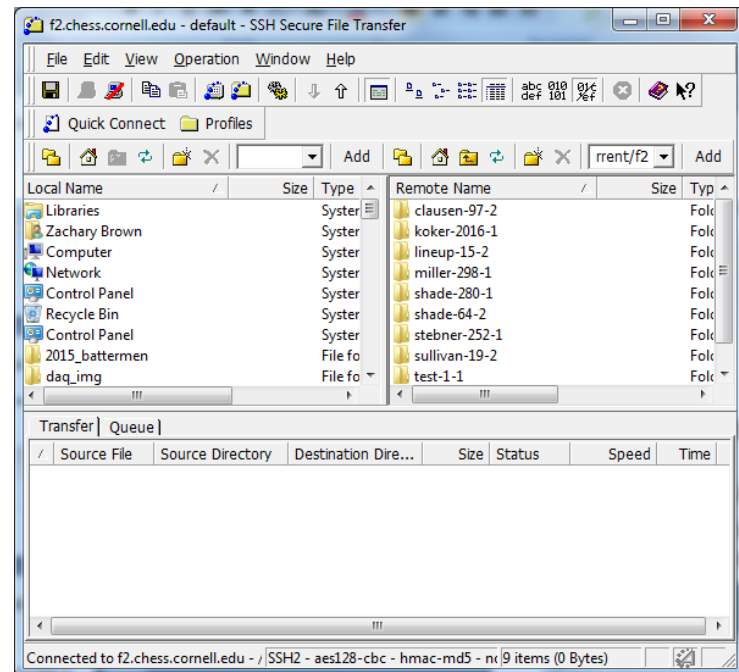 f2.chess.cornell.edu - default - SSH Secure File Transfer
File Edit View Operation Window Help
abc def 010 101
Quick Connect Profiles
Add rrent/f2 Add
Local Name / Size Type Remote Name / Size Typ
Libraries Syster clausen-97-2 Folc
Zachary Brown Syster koker-2016-1 Folc
Computer Syster lineup-15-2 Folc
Network Syster miller-298-1 Folc
Control Panel Syster shade-280-1 Folc
Recycle Bin Syster shade-64-2 Folc
Control Panel Syster stebner-252-1 Folc
2015_battermen File fo sullivan-19-2 Folc
daq_img File fo test-1-1 Folc
Transfer Queue
/ Source File Source Directory Destination Dire... Size Status Speed Time
Connected to f2.chess.cornell.edu - / SSH2 - aes128-cbc - hmac-md5 - nc 9 items (0 Bytes)